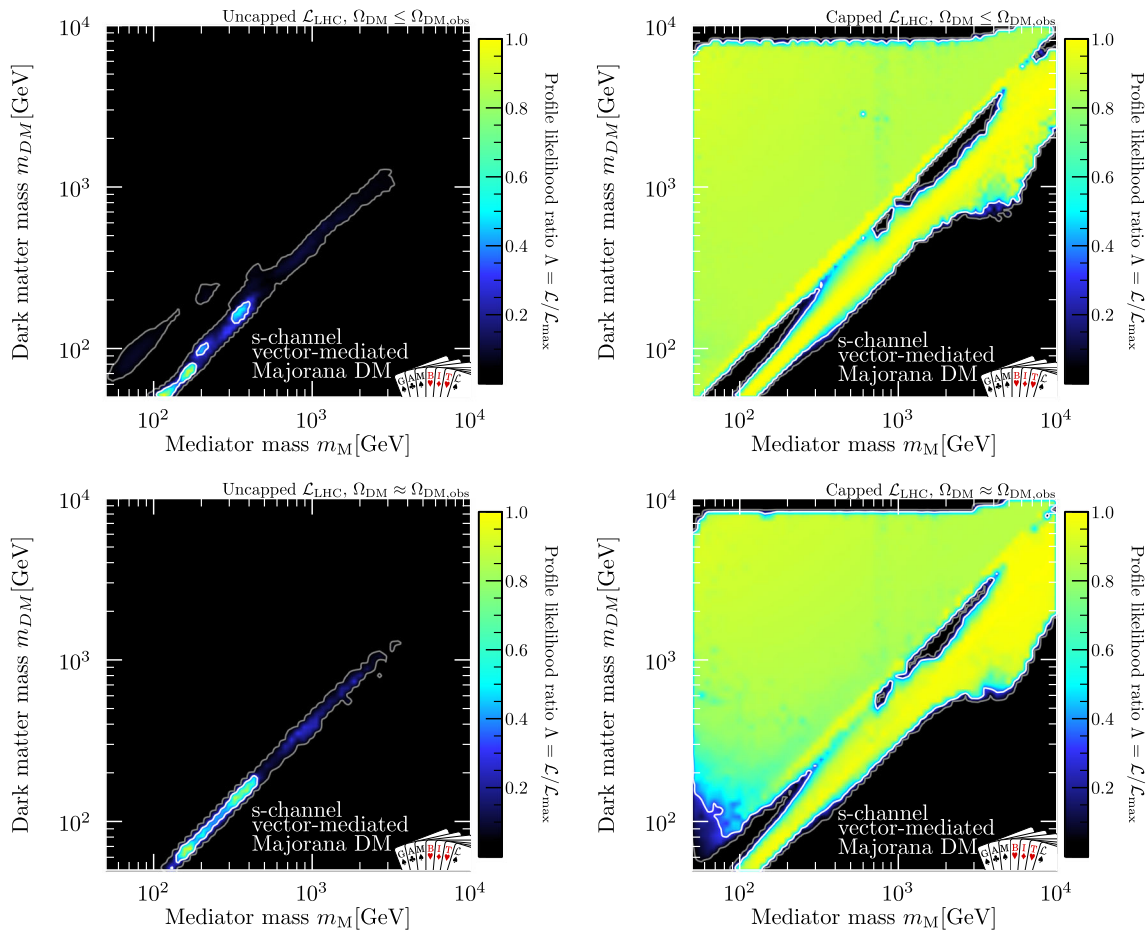 Uncapped ℒ_LHC, Ω_DM ≤ Ω_DM,obs
10^4
10^3
10^2
Dark matter mass m_DM [GeV]
s-channel
vector-mediated
Majorana DM
GAMBIT
10^2 10^3 10^4
Mediator mass m_M [GeV]
1.0
0.8
0.6
0.4
0.2
Profile likelihood ratio Λ = ℒ/ℒ_max
Capped ℒ_LHC, Ω_DM ≤ Ω_DM,obs
10^4
10^3
10^2
Dark matter mass m_DM [GeV]
s-channel
vector-mediated
Majorana DM
GAMBIT
10^2 10^3 10^4
Mediator mass m_M [GeV]
1.0
0.8
0.6
0.4
0.2
Profile likelihood ratio Λ = ℒ/ℒ_max
Uncapped ℒ_LHC, Ω_DM ≈ Ω_DM,obs
10^4
10^3
10^2
Dark matter mass m_DM [GeV]
s-channel
vector-mediated
Majorana DM
GAMBIT
10^2 10^3 10^4
Mediator mass m_M [GeV]
1.0
0.8
0.6
0.4
0.2
Profile likelihood ratio Λ = ℒ/ℒ_max
Capped ℒ_LHC, Ω_DM ≈ Ω_DM,obs
10^4
10^3
10^2
Dark matter mass m_DM [GeV]
s-channel
vector-mediated
Majorana DM
GAMBIT
10^2 10^3 10^4
Mediator mass m_M [GeV]
1.0
0.8
0.6
0.4
0.2
Profile likelihood ratio Λ = ℒ/ℒ_max